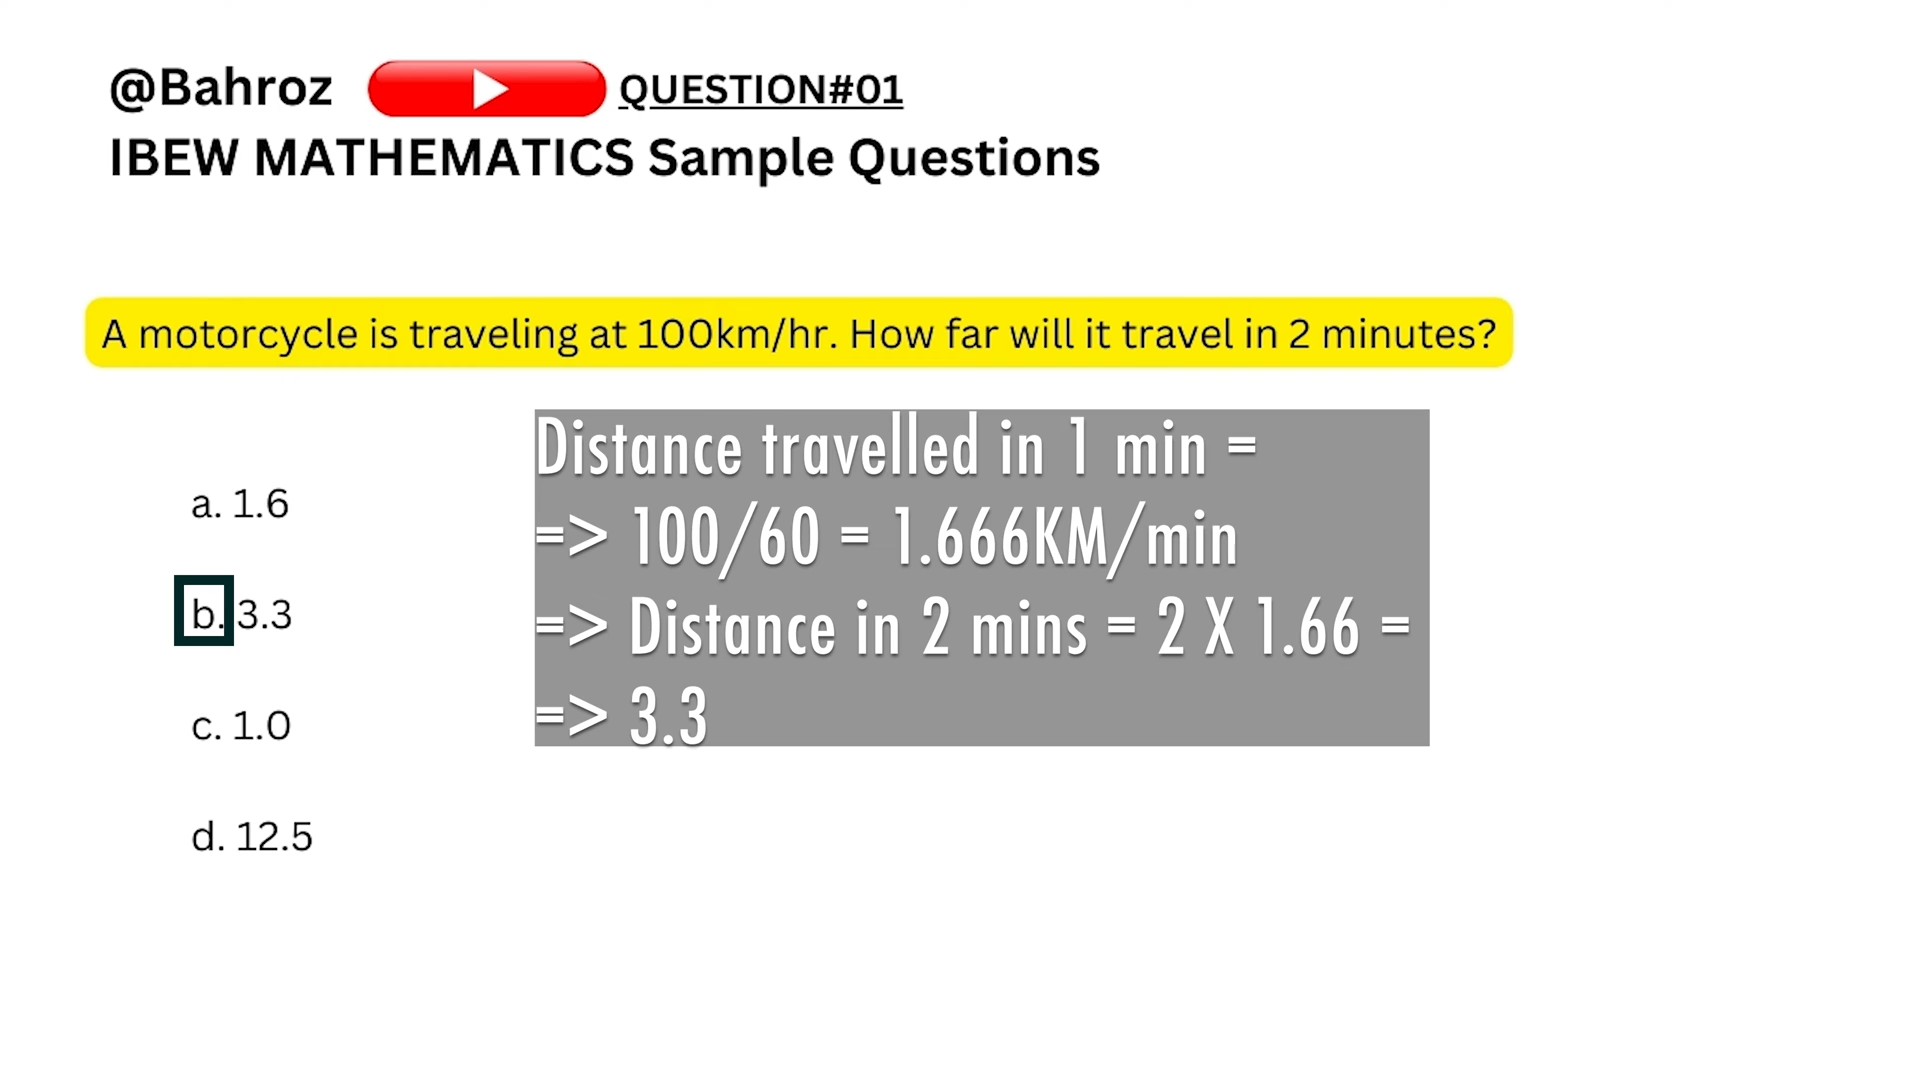 @Bahroz QUESTION#01
IBEW MATHEMATICS Sample Questions
A motorcycle is traveling at 100km/hr. How far will it travel in 2 minutes?
Distance travelled in 1 min =
=> 100/60 = 1.666KM/min
=> Distance in 2 mins = 2 X 1.66 =
=> 3.3
a. 1.6
b. 3.3
c. 1.0
d. 12.5